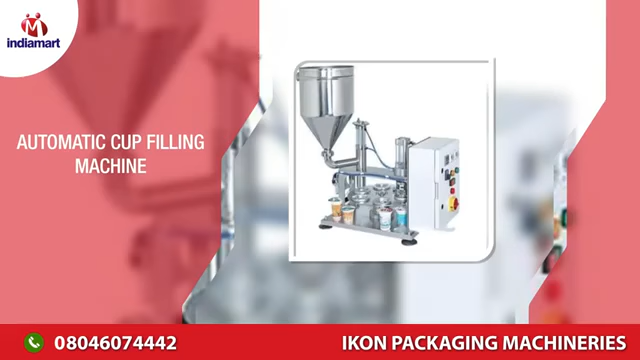 indiamart
AUTOMATIC CUP FILLING
MACHINE
08046074442
IKON PACKAGING MACHINERIES